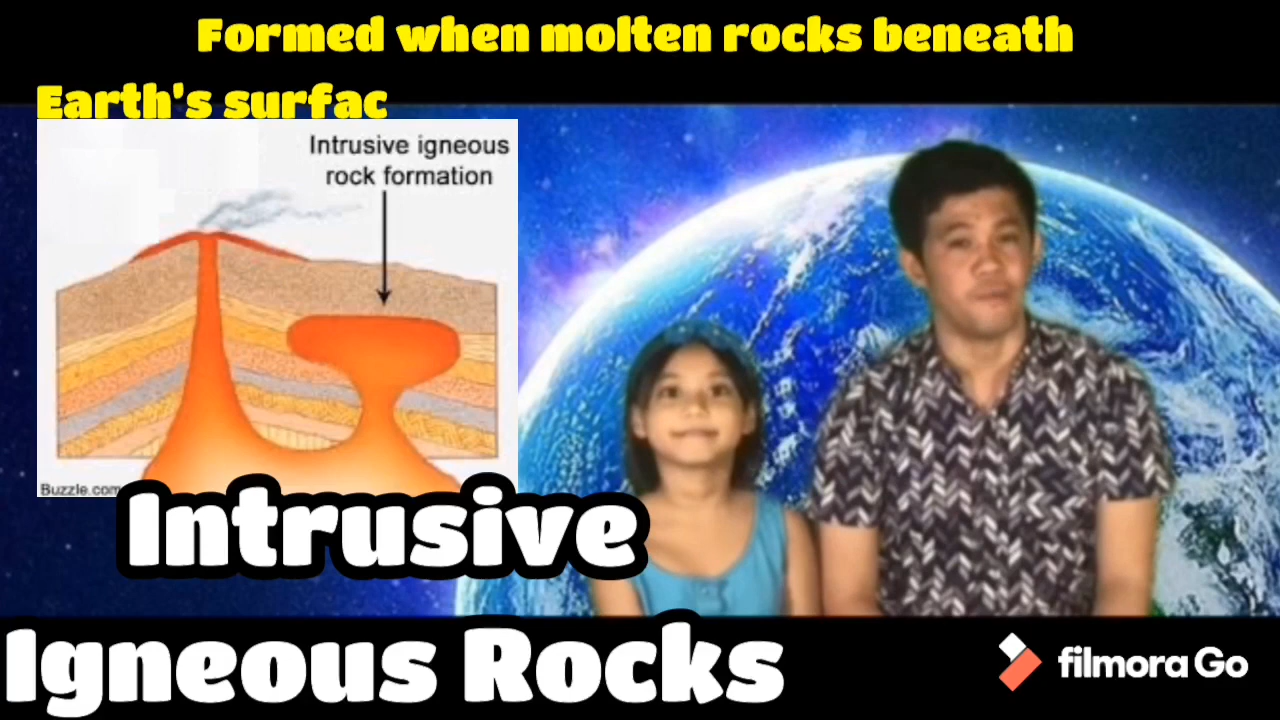 Formed when molten rocks beneath
Earth's surfac
Intrusive igneous
rock formation
Buzzle.com
Intrusive
Igneous Rocks
filmora Go